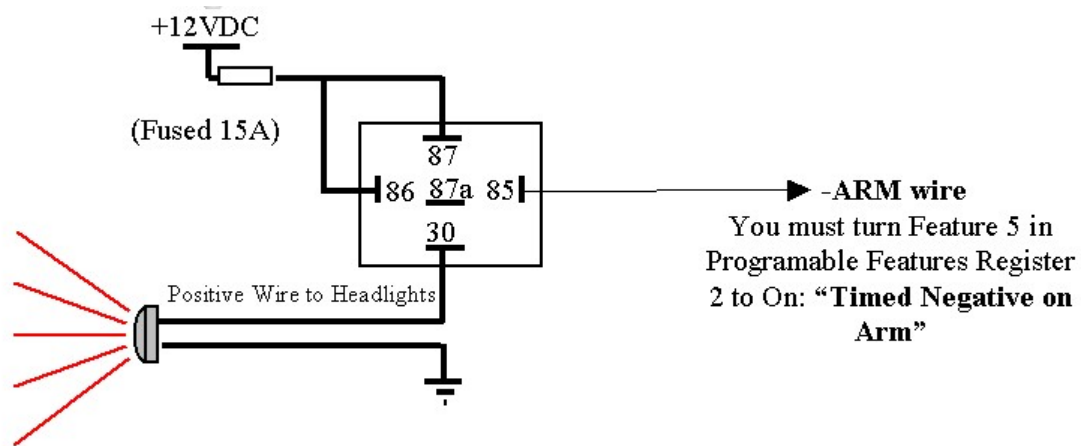 +12VDC
(Fused 15A)
87
86 87a 85
30
-ARM wire
You must turn Feature 5 in
Programable Features Register
2 to On: “Timed Negative on
Arm”
Positive Wire to Headlights